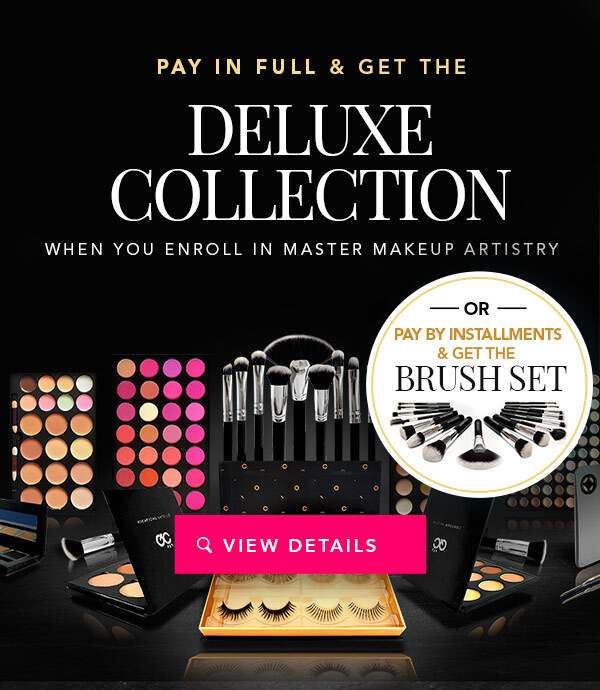 PAY IN FULL & GET THE
DELUXE
COLLECTION
WHEN YOU ENROLL IN MASTER MAKEUP ARTISTRY
OR
PAY BY INSTALLMENTS
& GET THE
BRUSH SET
VIEW DETAILS